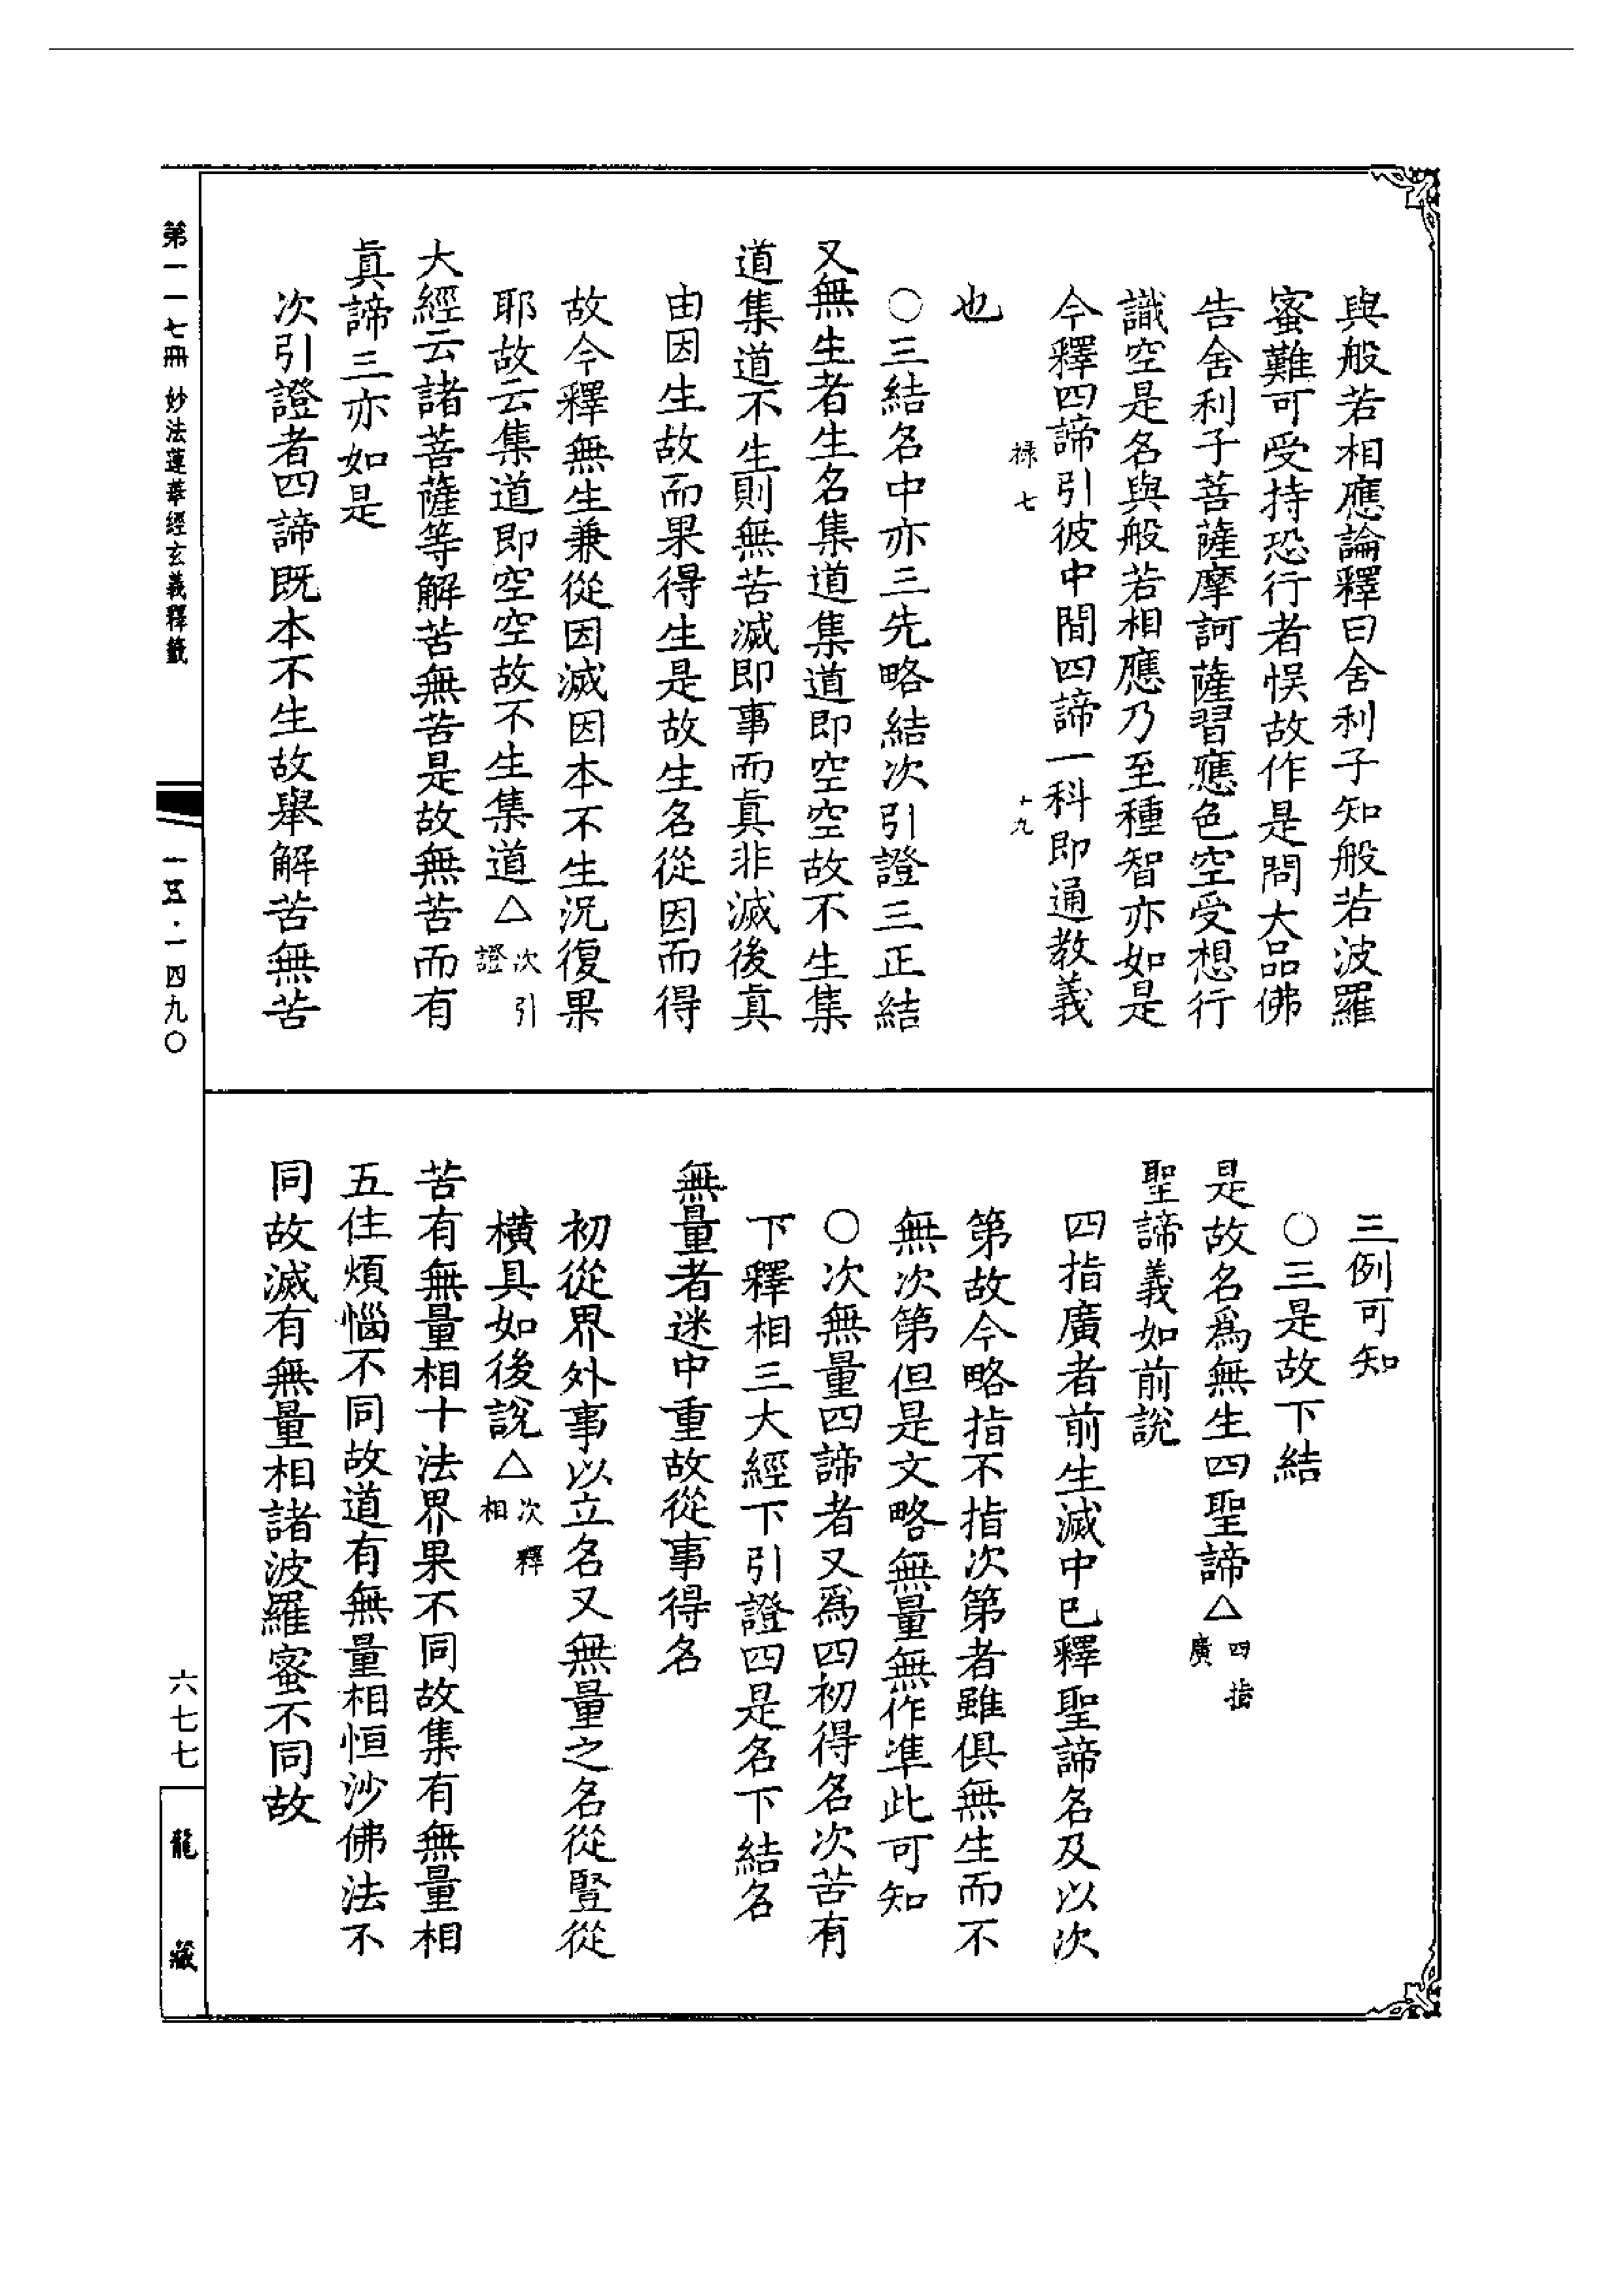 與般若相應論釋曰舍利子知般若波羅
蜜難可受持恐行者悞故作是問大品佛
告舍利子菩薩摩訶薩習應色空受想行
識空是名與般若相應乃至種智亦如是
今釋四諦引彼中間四諦一科即通教義
祿七 十九
也
○三結名中亦三先略結次引證三正結
又無生者生名集道集道即空空故不生集
道集道不生則無苦滅即事而眞非滅後眞
由因生故而果得生是故生名從因而得
故今釋無生兼從因滅因本不生況復果
耶故云集道即空空故不生集道△次引證
大經云諸菩薩等解苦無苦是故無苦而有
眞諦三亦如是
次引證者四諦既本不生故舉解苦無苦
三例可知
○三是故下結
是故名爲無生四聖諦△四指廣
聖諦義如前說
四指廣者前生滅中已釋聖諦名及以次
第故今略指不指次第者雖俱無生而不
無次第但是文略無量無作準此可知
○次無量四諦者又爲四初得名次苦有
下釋相三大經下引證四是名下結名
無量者迷中重故從事得名
初從界外事以立名又無量之名從豎從
橫具如後說△次釋相
苦有無量相十法界果不同故集有無量相
五住煩惱不同故道有無量相恒沙佛法不
同故滅有無量相諸波羅蜜不同故
第一一七冊 妙法蓮華經玄義釋籤
一五·一四九〇
六七七
龍藏